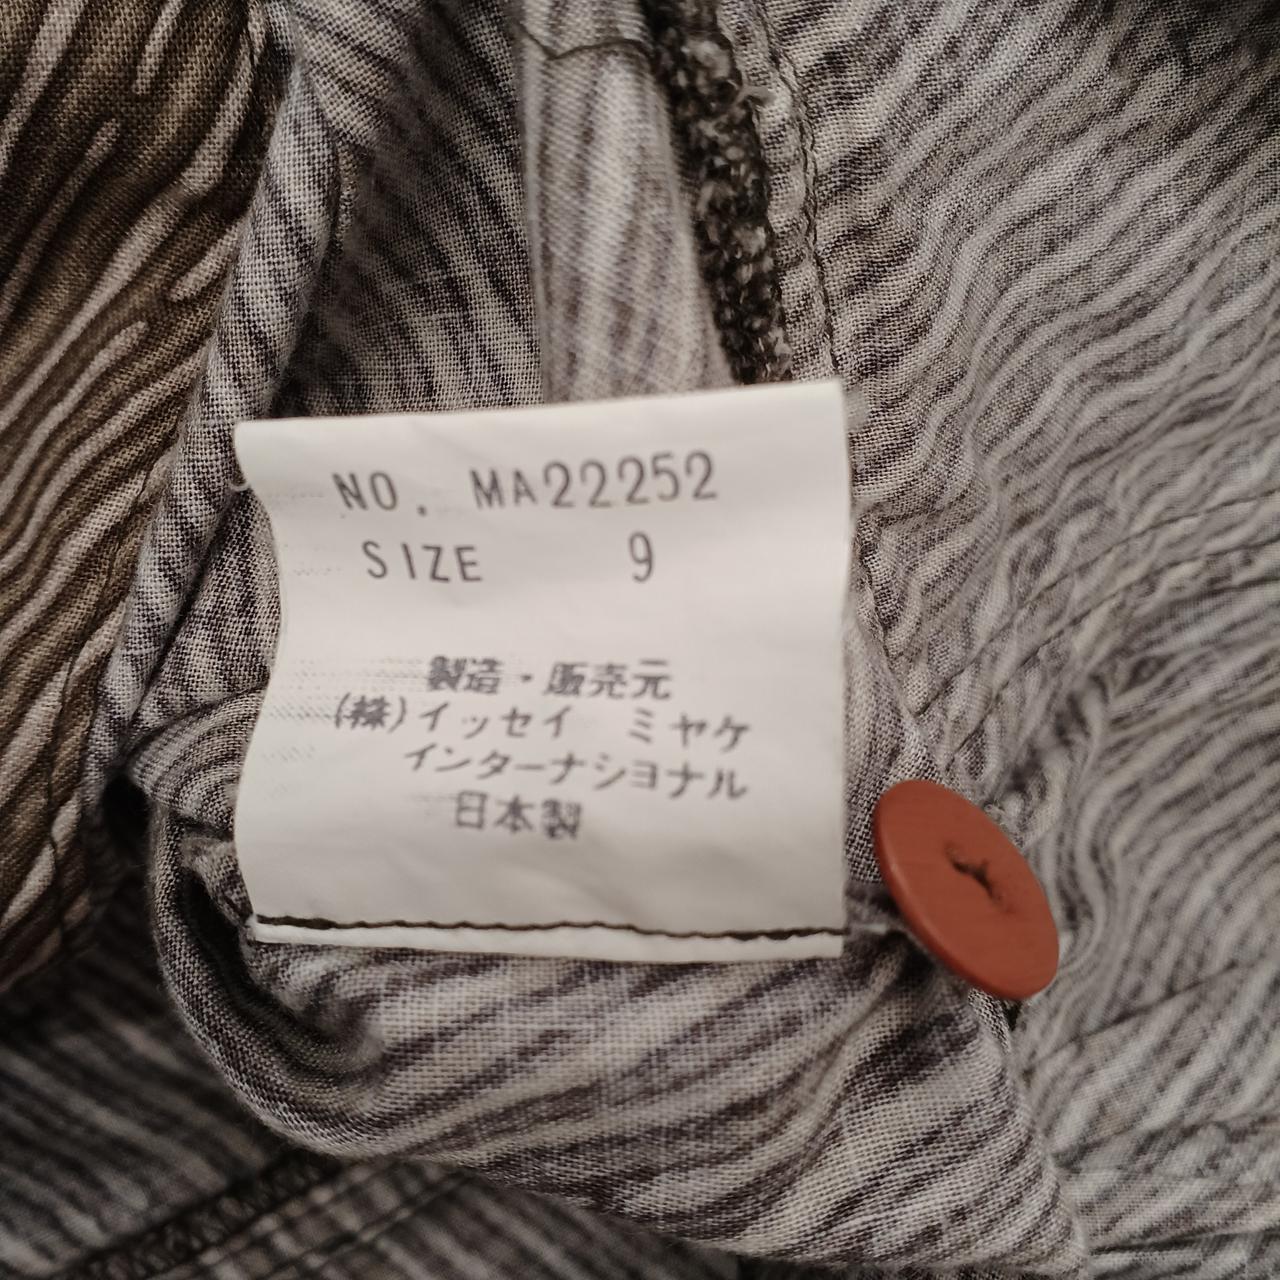 NO. MA22252
SIZE 9
製造・販売元
(株)イッセイ ミヤケ
インターナショナル
日本製